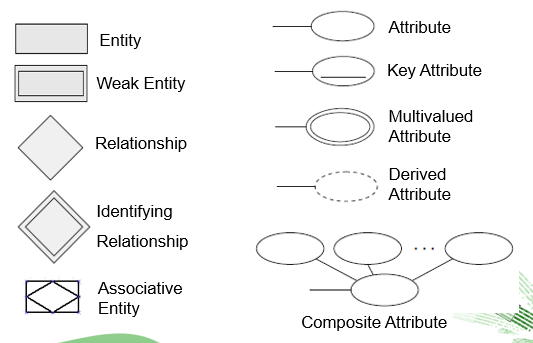 Entity
Weak Entity
Relationship
Identifying
Relationship
Associative
Entity
Attribute
Key Attribute
Multivalued
Attribute
Derived
Attribute
. . .
Composite Attribute